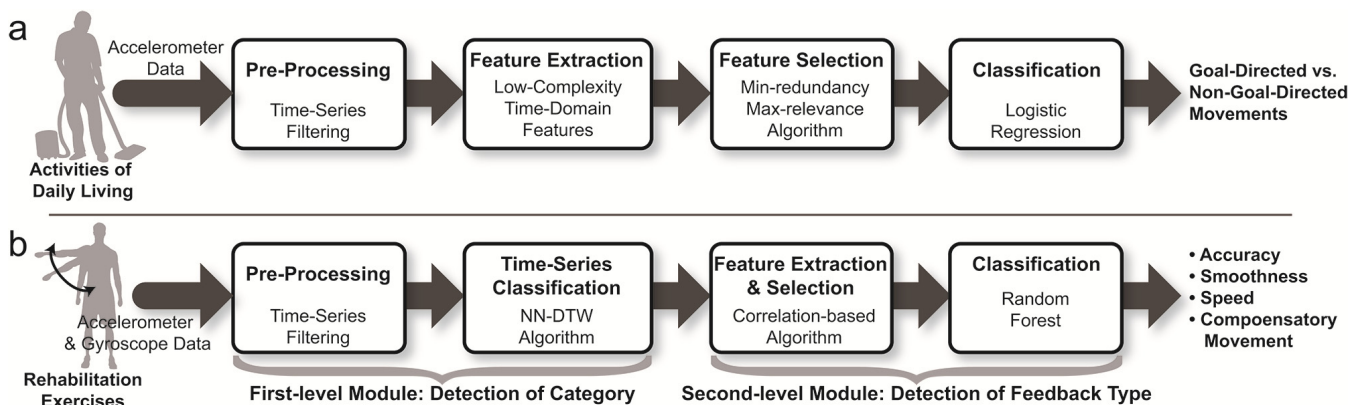 a
Accelerometer
Data
Activities of
Daily Living
Pre-Processing
Time-Series
Filtering
Feature Extraction
Low-Complexity
Time-Domain
Features
Feature Selection
Min-redundancy
Max-relevance
Algorithm
Classification
Logistic
Regression
Goal-Directed vs.
Non-Goal-Directed
Movements
b
Accelerometer
& Gyroscope Data
Rehabilitation
Exercises
Pre-Processing
Time-Series
Filtering
Time-Series
Classification
NN-DTW
Algorithm
Feature Extraction
& Selection
Correlation-based
Algorithm
Classification
Random
Forest
• Accuracy
• Smoothness
• Speed
• Compoensatory
Movement
First-level Module: Detection of Category
Second-level Module: Detection of Feedback Type